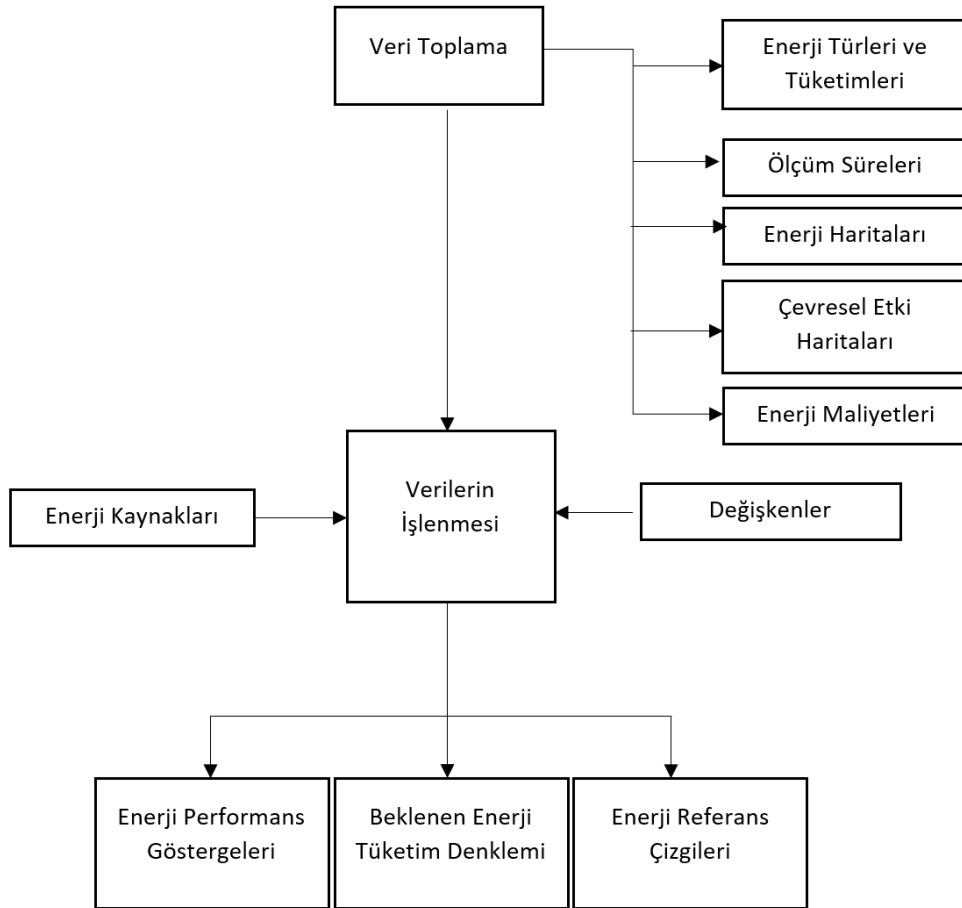 Veri Toplama
Enerji Türleri ve
Tüketimleri
Ölçüm Süreleri
Enerji Haritaları
Çevresel Etki
Haritaları
Enerji Maliyetleri
Verilerin
İşlenmesi
Enerji Kaynakları
Değişkenler
Enerji Performans
Göstergeleri
Beklenen Enerji
Tüketim Denklemi
Enerji Referans
Çizgileri